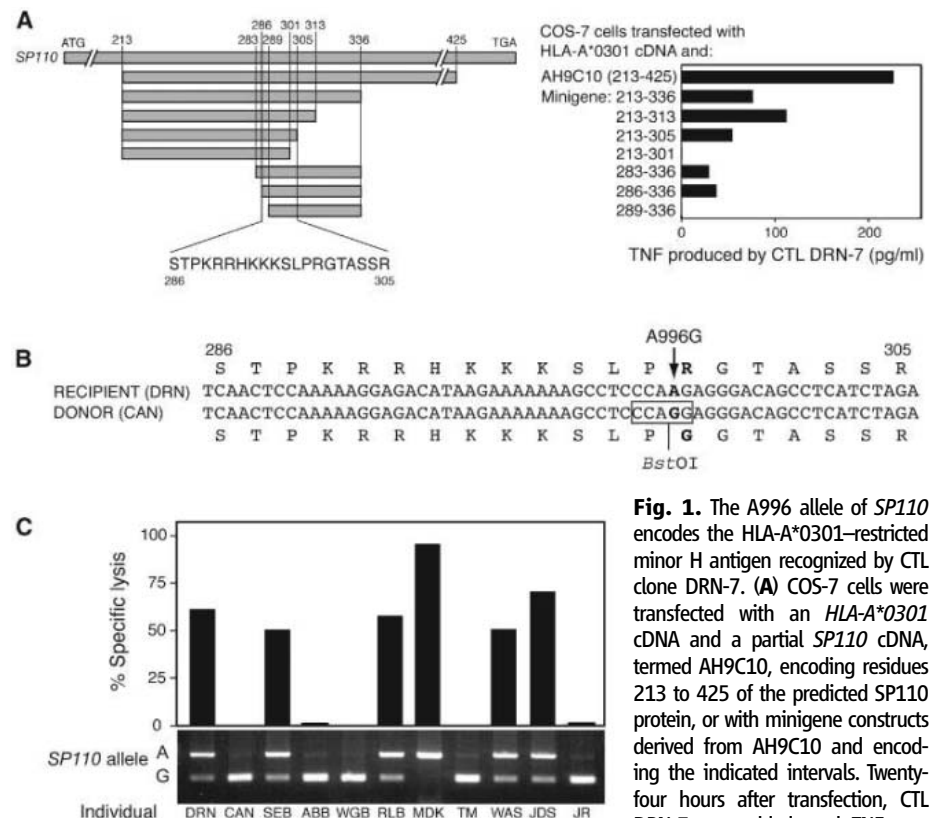 A
286 301 313
ATG 213 283 289 305 336 425 TGA
SP110
STPKRRHKKKSLPRGTASSR
286 305
COS-7 cells transfected with
HLA-A*0301 cDNA and:
AH9C10 (213-425)
Minigene: 213-336
213-313
213-305
213-301
283-336
286-336
289-336
0 100 200
TNF produced by CTL DRN-7 (pg/ml)
B
A996G
286 305
S T P K R R H K K K S L P R G T A S S R
RECIPIENT (DRN) TCAACTCCAAAAAGGAGACATAAGAAAAAAAGCCTCCCCAAGAGGGACAGCCTCATCTAGA
DONOR (CAN) TCAACTCCAAAAAGGAGACATAAGAAAAAAAGCCTCCCCAGGAGGGACAGCCTCATCTAGA
S T P K R R H K K K S L P G G T A S S R
BstOI
C
% Specific lysis
100
75
50
25
0
SP110 allele A
G
Individual DRN CAN SEB ABB WGB RLB MDK TM WAS JDS JR
Fig. 1. The A996 allele of SP110
encodes the HLA-A*0301–restricted
minor H antigen recognized by CTL
clone DRN-7. (A) COS-7 cells were
transfected with an HLA-A*0301
cDNA and a partial SP110 cDNA,
termed AH9C10, encoding residues
213 to 425 of the predicted SP110
protein, or with minigene constructs
derived from AH9C10 and encod-
ing the indicated intervals. Twenty-
four hours after transfection, CTL